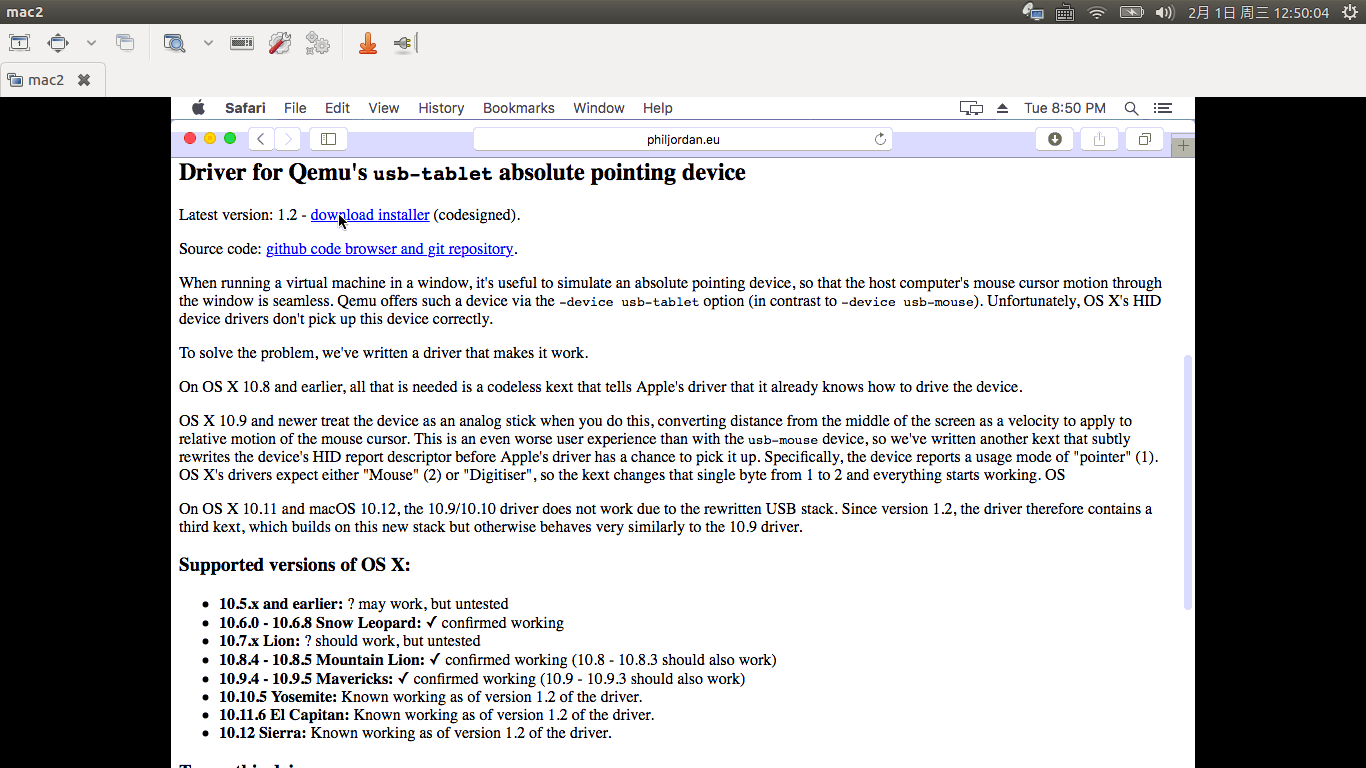 mac2
2月 1日 周三 12:50:04
mac2
Safari File Edit View History Bookmarks Window Help
Tue 8:50 PM
philjordan.eu
Driver for Qemu's usb-tablet absolute pointing device
Latest version: 1.2 - download installer (codesigned).
Source code: github code browser and git repository.
When running a virtual machine in a window, it's useful to simulate an absolute pointing device, so that the host computer's mouse cursor motion through
the window is seamless. Qemu offers such a device via the -device usb-tablet option (in contrast to -device usb-mouse). Unfortunately, OS X's HID
device drivers don't pick up this device correctly.
To solve the problem, we've written a driver that makes it work.
On OS X 10.8 and earlier, all that is needed is a codeless kext that tells Apple's driver that it already knows how to drive the device.
OS X 10.9 and newer treat the device as an analog stick when you do this, converting distance from the middle of the screen as a velocity to apply to
relative motion of the mouse cursor. This is an even worse user experience than with the usb-mouse device, so we've written another kext that subtly
rewrites the device's HID report descriptor before Apple's driver has a chance to pick it up. Specifically, the device reports a usage mode of "pointer" (1).
OS X's drivers expect either "Mouse" (2) or "Digitiser", so the kext changes that single byte from 1 to 2 and everything starts working. OS
On OS X 10.11 and macOS 10.12, the 10.9/10.10 driver does not work due to the rewritten USB stack. Since version 1.2, the driver therefore contains a
third kext, which builds on this new stack but otherwise behaves very similarly to the 10.9 driver.
Supported versions of OS X:
• 10.5.x and earlier: ? may work, but untested
• 10.6.0 - 10.6.8 Snow Leopard: ✓ confirmed working
• 10.7.x Lion: ? should work, but untested
• 10.8.4 - 10.8.5 Mountain Lion: ✓ confirmed working (10.8 - 10.8.3 should also work)
• 10.9.4 - 10.9.5 Mavericks: ✓ confirmed working (10.9 - 10.9.3 should also work)
• 10.10.5 Yosemite: Known working as of version 1.2 of the driver.
• 10.11.6 El Capitan: Known working as of version 1.2 of the driver.
• 10.12 Sierra: Known working as of version 1.2 of the driver.